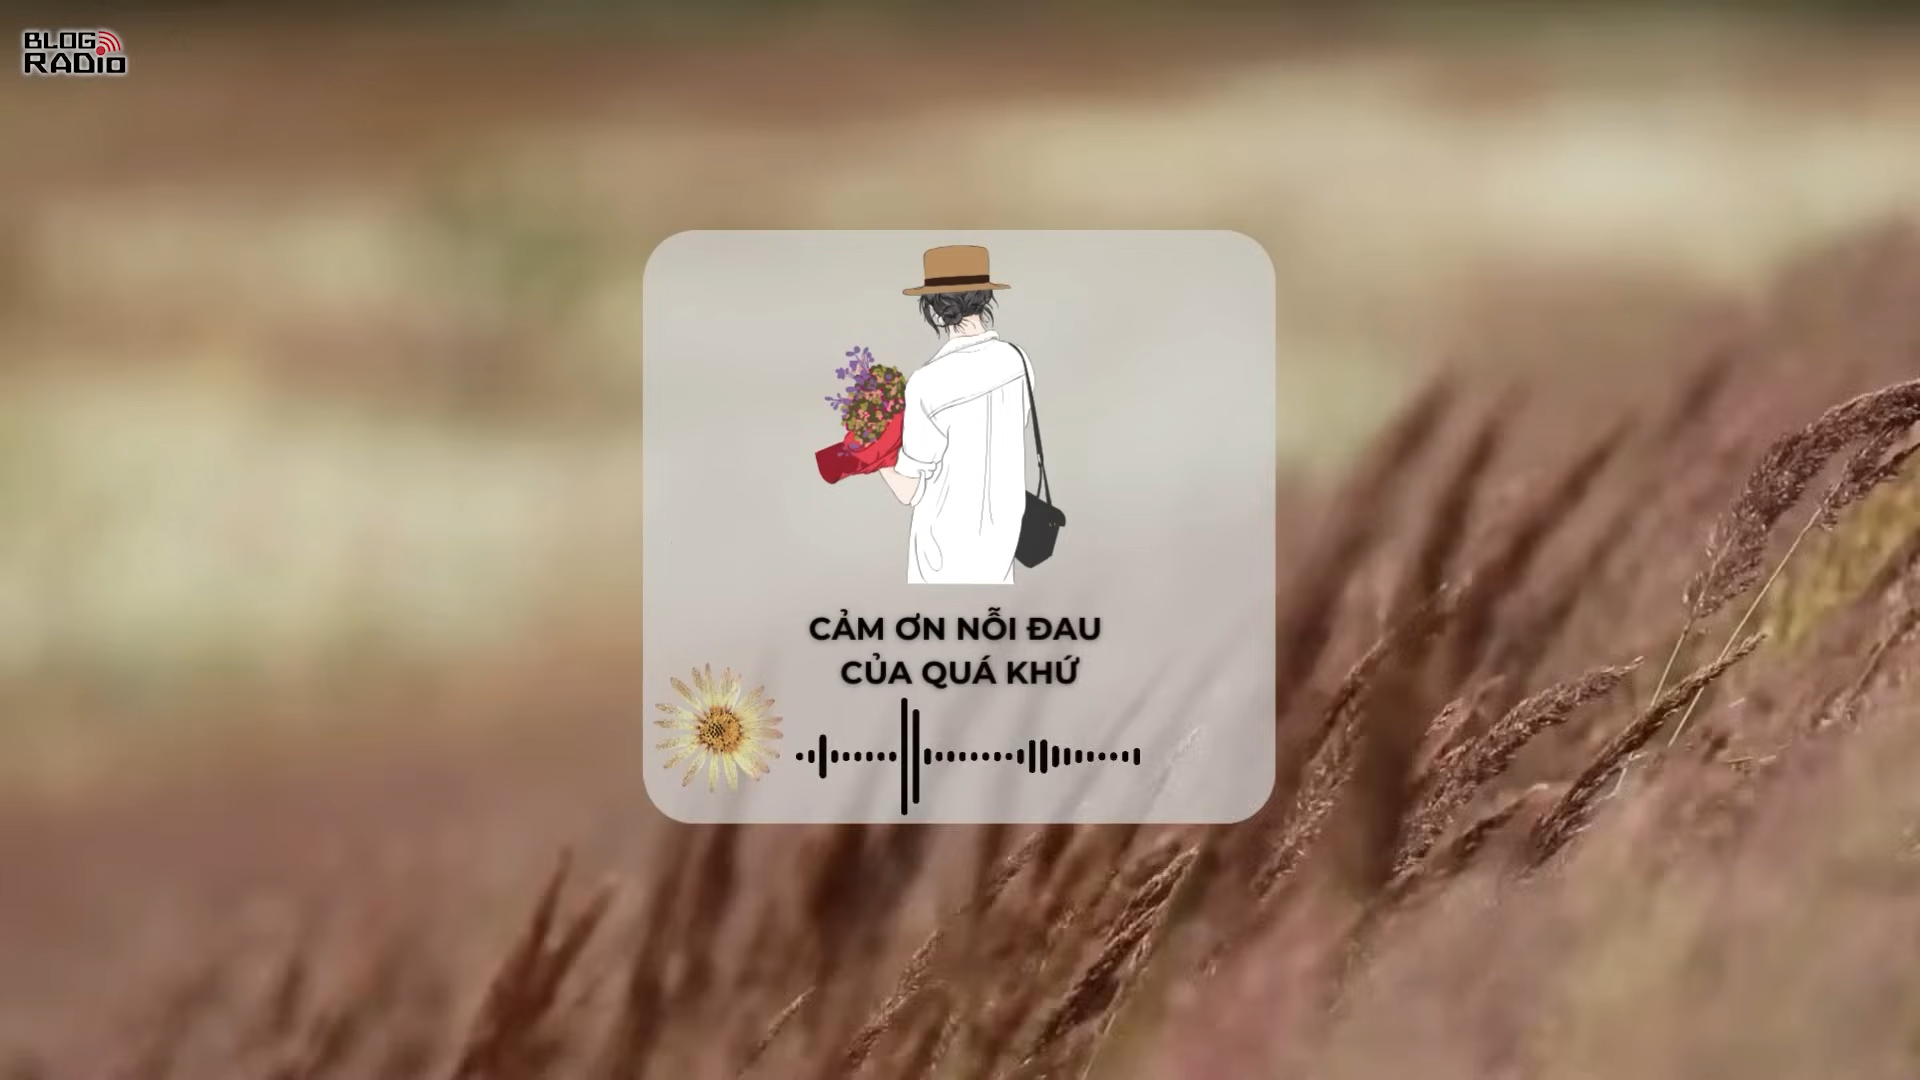 BLOG
RADIO
CẢM ƠN NỖI ĐAU
CỦA QUÁ KHỨ